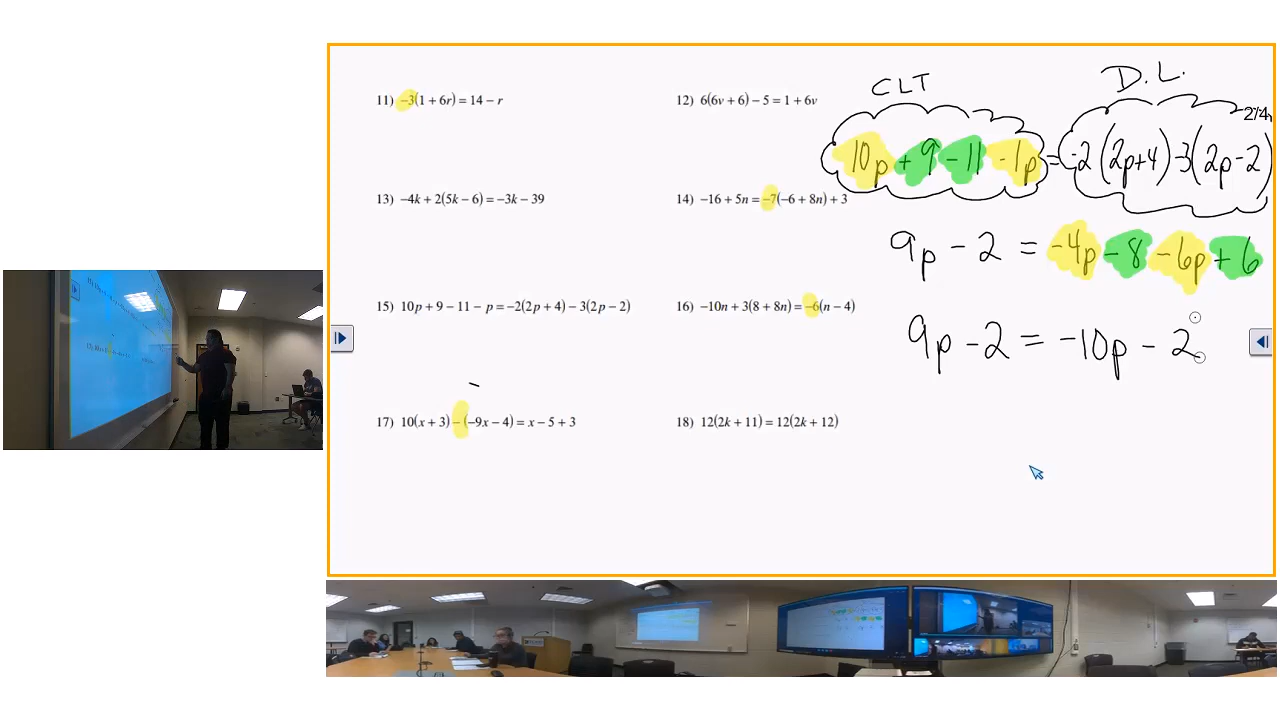 11) −3(1 + 6r) = 14 − r
12) 6(6v + 6) − 5 = 1 + 6v
13) −4k + 2(5k − 6) = −3k − 39
14) −16 + 5n = −7(−6 + 8n) + 3
15) 10p + 9 − 11 − p = −2(2p + 4) − 3(2p − 2)
16) −10n + 3(8 + 8n) = −6(n − 4)
17) 10(x + 3) − (−9x − 4) = x − 5 + 3
18) 12(2k + 11) = 12(2k + 12)
CLT
D.L.
10p + 9 − 11 − 1p = −2(2p+4) −3(2p−2)
9p − 2 = −4p − 8 − 6p + 6
9p − 2 = −10p − 2